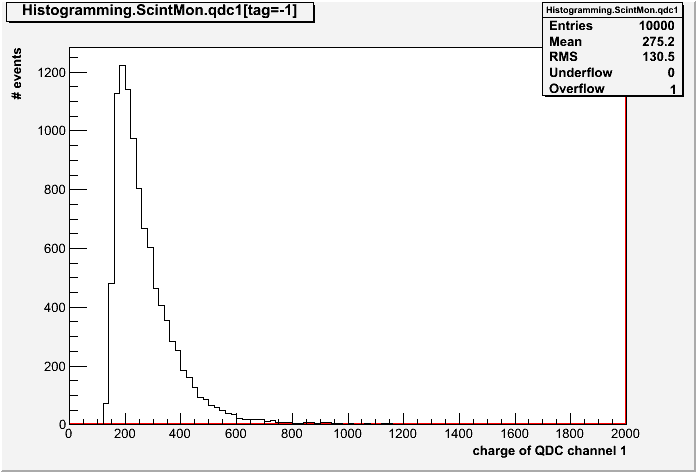 Histogramming.ScintMon.qdc1[tag=-1]
Histogramming.ScintMon.qdc1
Entries 10000
Mean 275.2
RMS 130.5
Underflow 0
Overflow 1
# events
1200
1000
800
600
400
200
0
0 200 400 600 800 1000 1200 1400 1600 1800 2000
charge of QDC channel 1